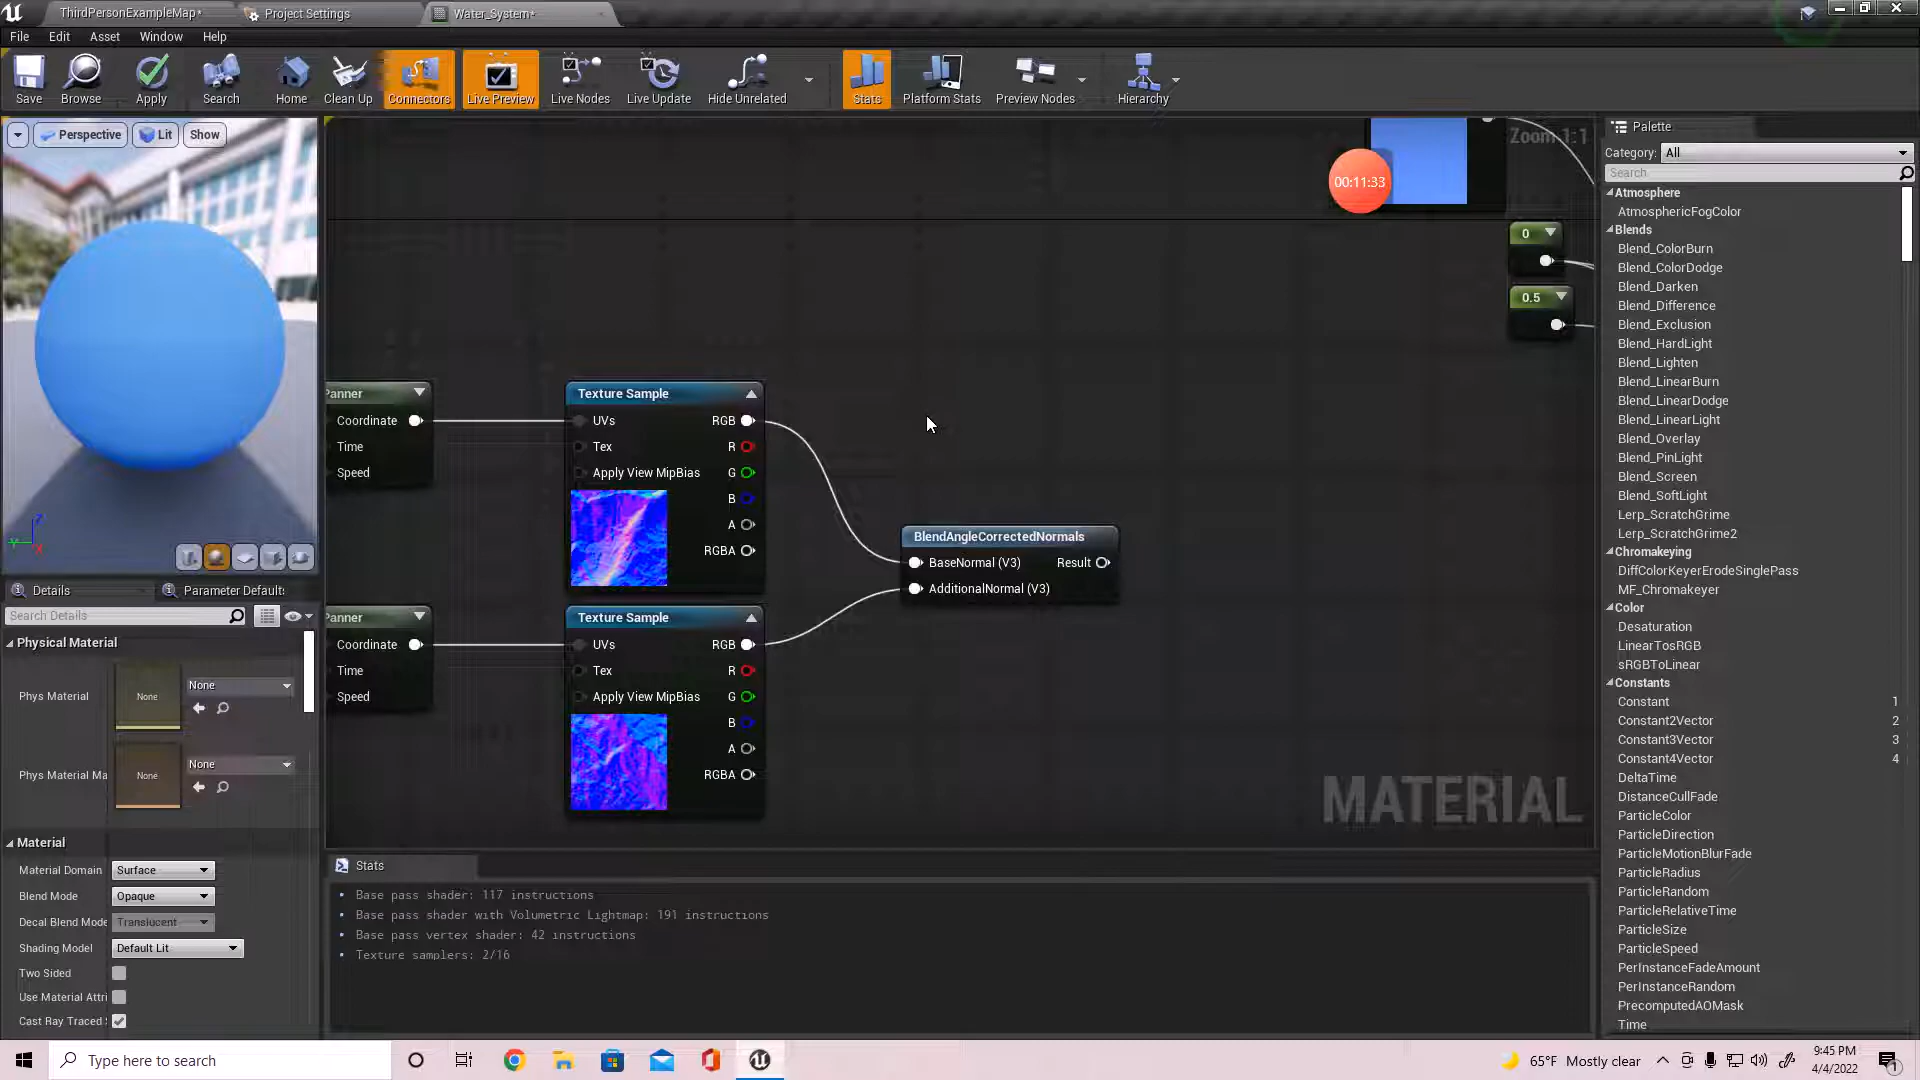 ThirdPersonExampleMap*
Project Settings
Water_System*
File Edit Asset Window Help
Save Browse Apply Search Home Clean Up Connectors Live Preview Live Nodes Live Update Hide Unrelated Stats Platform Stats Preview Nodes Hierarchy
Perspective Lit Show
Zoom 1:1
00:11:33
0
0.5
Panner
Coordinate
Time
Speed
Texture Sample
UVs RGB
Tex R
Apply View MipBias G
B
A
RGBA
BlendAngleCorrectedNormals
BaseNormal (V3) Result
AdditionalNormal (V3)
Panner
Coordinate
Time
Speed
Texture Sample
UVs RGB
Tex R
Apply View MipBias G
B
A
RGBA
MATERIAL
Details Parameter Defaults
Search Details
Physical Material
Phys Material None None
Phys Material Ma None None
Material
Material Domain Surface
Blend Mode Opaque
Decal Blend Mode Translucent
Shading Model Default Lit
Two Sided
Use Material Attri
Cast Ray Traced
Stats
Base pass shader: 117 instructions
Base pass shader with Volumetric Lightmap: 191 instructions
Base pass vertex shader: 42 instructions
Texture samplers: 2/16
Palette
Category: All
Search
Atmosphere
AtmosphericFogColor
Blends
Blend_ColorBurn
Blend_ColorDodge
Blend_Darken
Blend_Difference
Blend_Exclusion
Blend_HardLight
Blend_Lighten
Blend_LinearBurn
Blend_LinearDodge
Blend_LinearLight
Blend_Overlay
Blend_PinLight
Blend_Screen
Blend_SoftLight
Lerp_ScratchGrime
Lerp_ScratchGrime2
Chromakeying
DiffColorKeyerErodeSinglePass
MF_Chromakeyer
Color
Desaturation
LinearTosRGB
sRGBToLinear
Constants
Constant 1
Constant2Vector 2
Constant3Vector 3
Constant4Vector 4
DeltaTime
DistanceCullFade
ParticleColor
ParticleDirection
ParticleMotionBlurFade
ParticleRadius
ParticleRandom
ParticleRelativeTime
ParticleSize
ParticleSpeed
PerInstanceFadeAmount
PerInstanceRandom
PrecomputedAOMask
Time
Type here to search
65°F Mostly clear
9:45 PM
4/4/2022